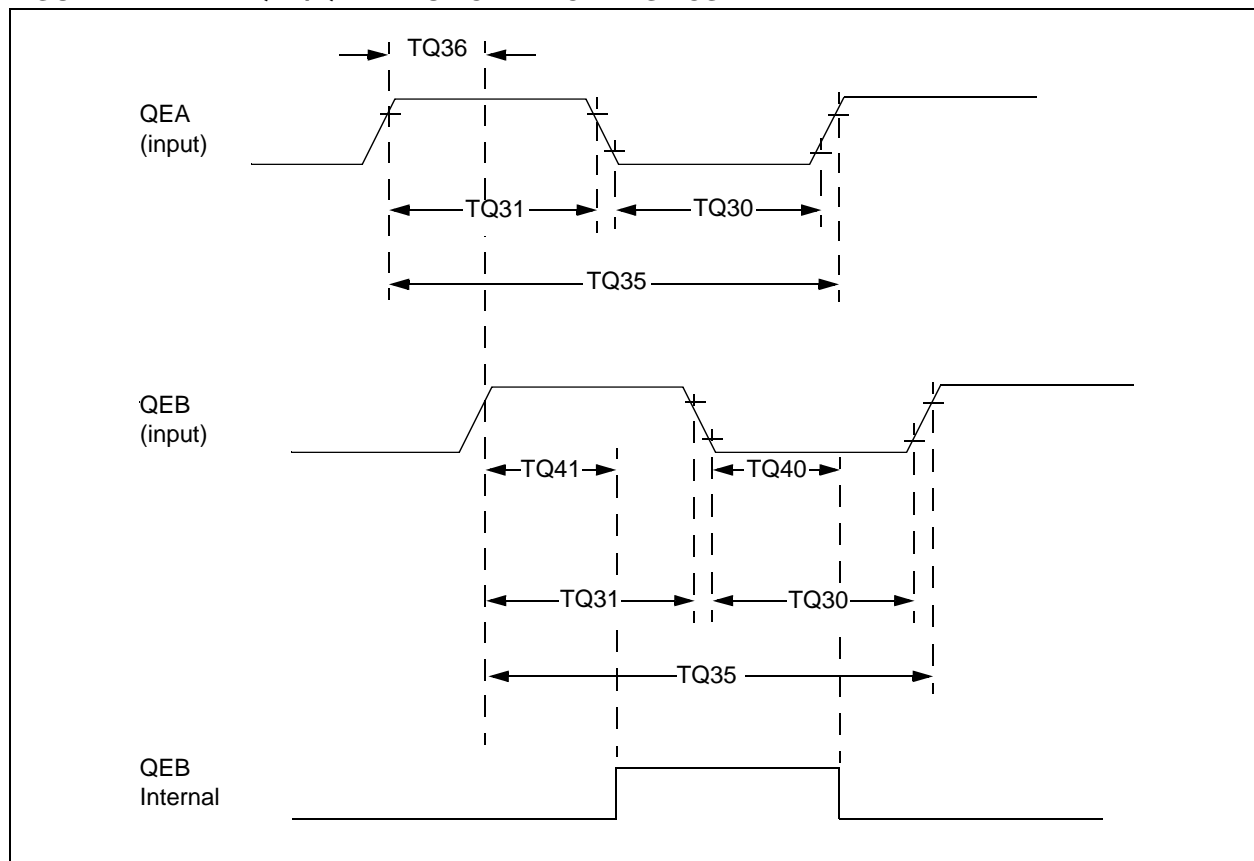 TQ36
QEA
(input)
TQ31
TQ30
TQ35
QEB
(input)
TQ41
TQ40
TQ31
TQ30
TQ35
QEB
Internal